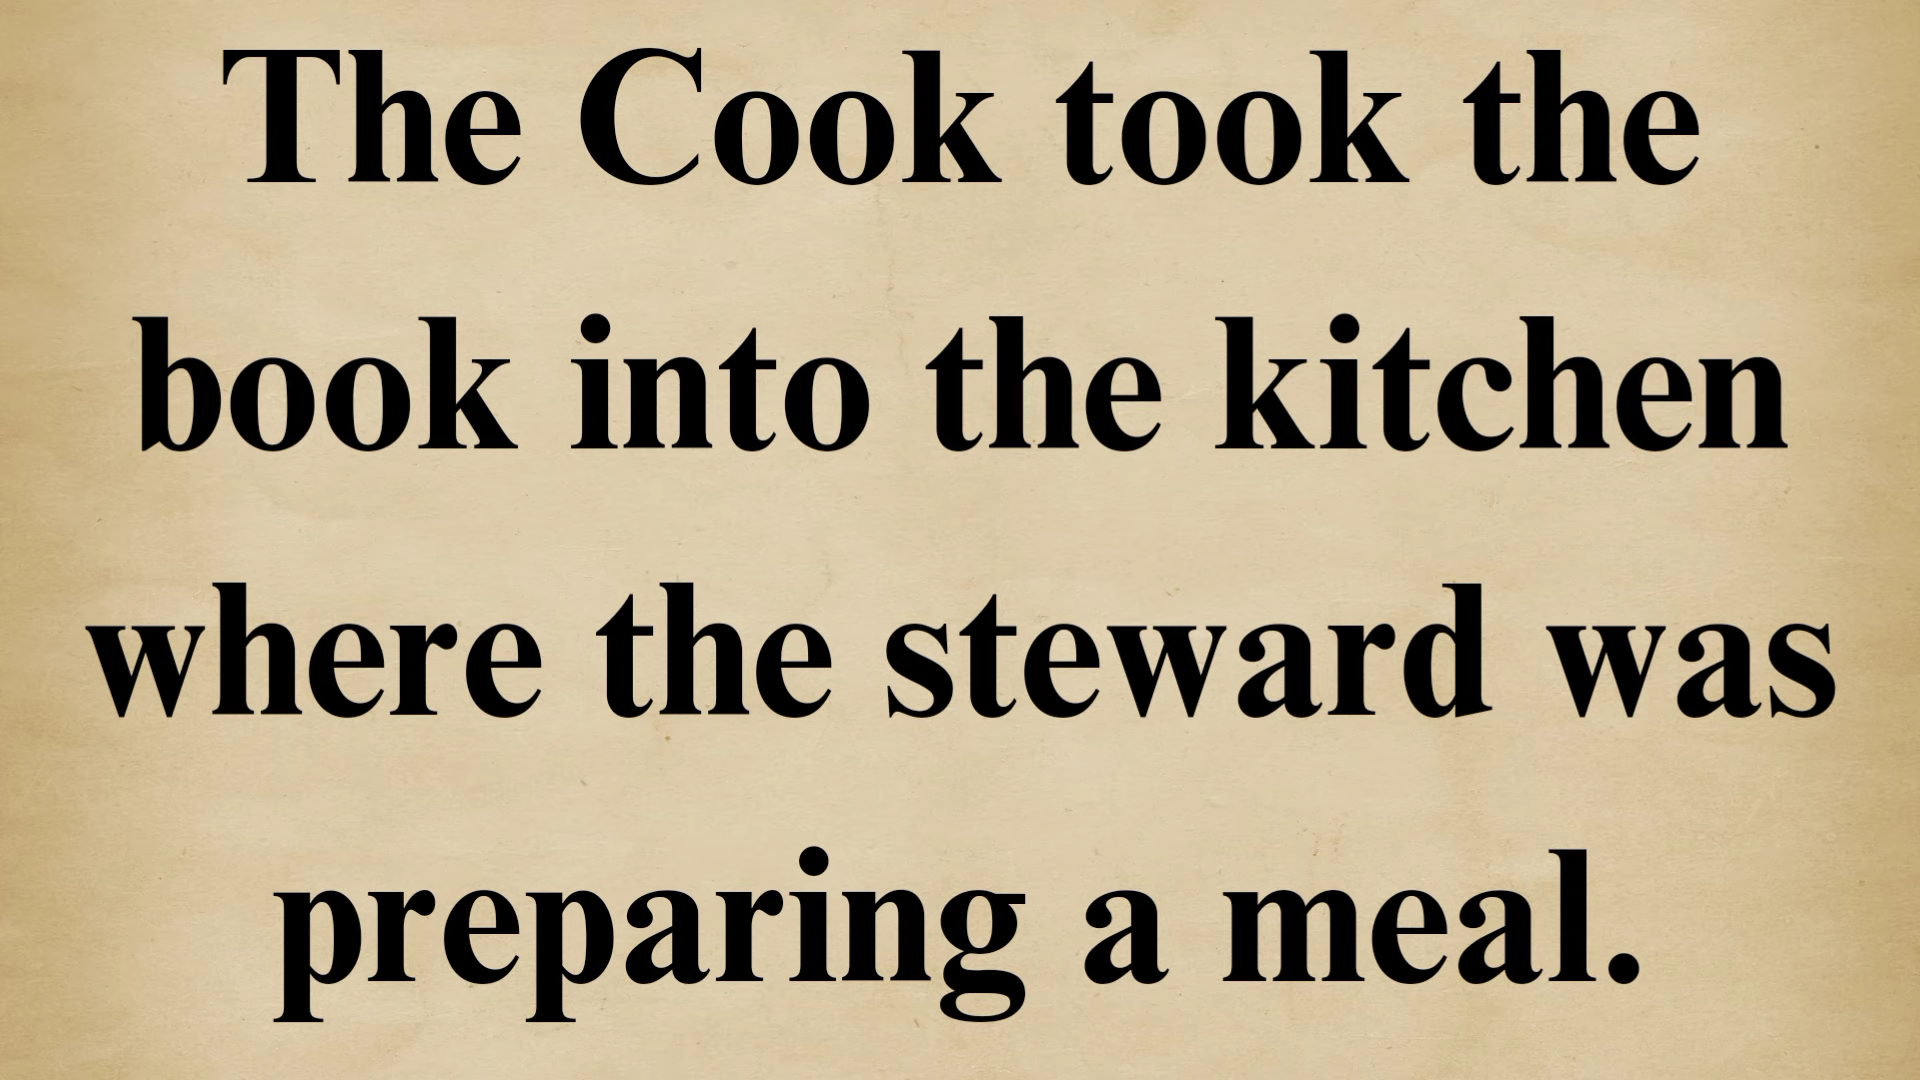 The Cook took the
book into the kitchen
where the steward was
preparing a meal.